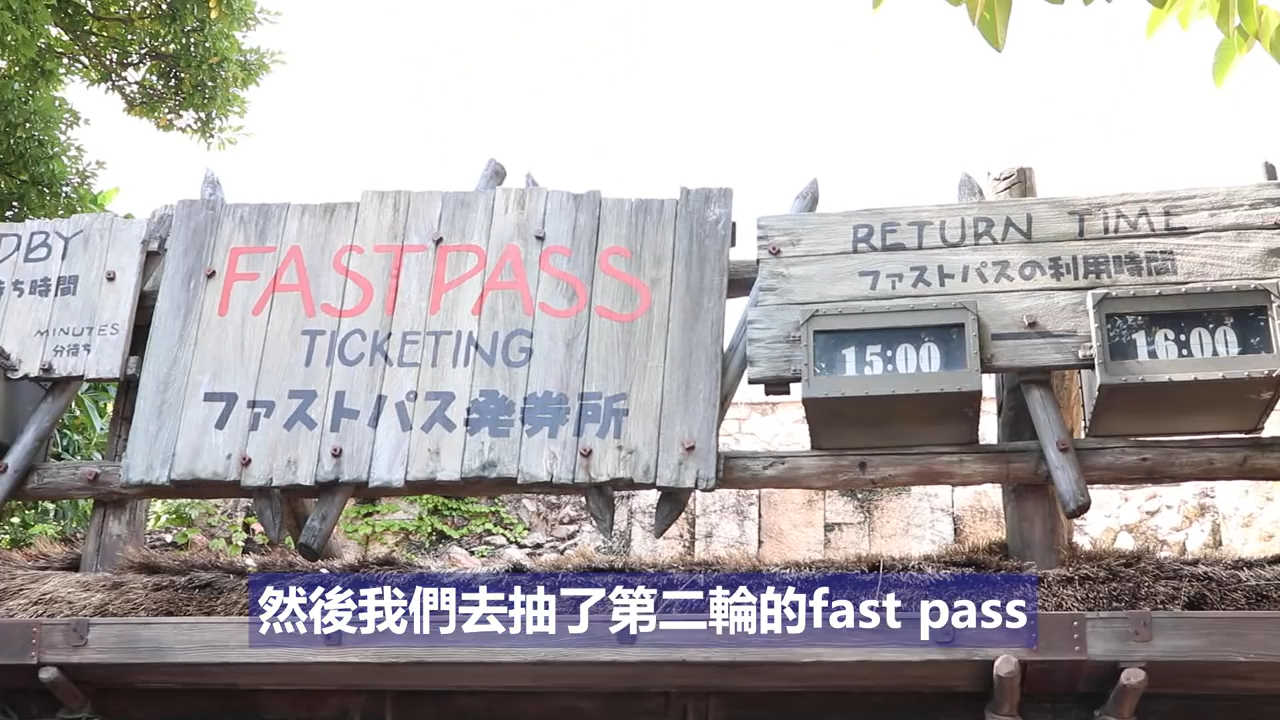 DBY
待ち時間
MINUTES
分待ち
FASTPASS
TICKETING
ファストパス発券所
RETURN TIME
ファストパスの利用時間
15:00
16:00
然後我們去抽了第二輪的fast pass